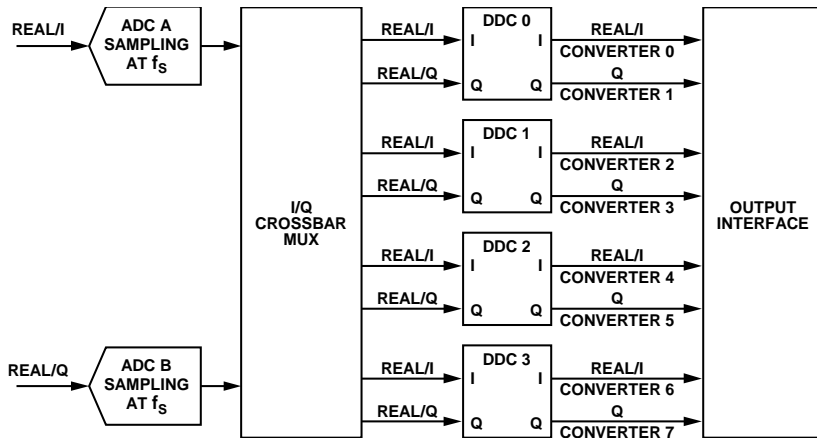 REAL/I
ADC A
SAMPLING
AT fS
REAL/Q
ADC B
SAMPLING
AT fS
I/Q
CROSSBAR
MUX
REAL/I
REAL/Q
DDC 0
I
I
Q
Q
REAL/I
CONVERTER 0
Q
CONVERTER 1
REAL/I
REAL/Q
DDC 1
I
I
Q
Q
REAL/I
CONVERTER 2
Q
CONVERTER 3
REAL/I
REAL/Q
DDC 2
I
I
Q
Q
REAL/I
CONVERTER 4
Q
CONVERTER 5
REAL/I
REAL/Q
DDC 3
I
I
Q
Q
REAL/I
CONVERTER 6
Q
CONVERTER 7
OUTPUT
INTERFACE